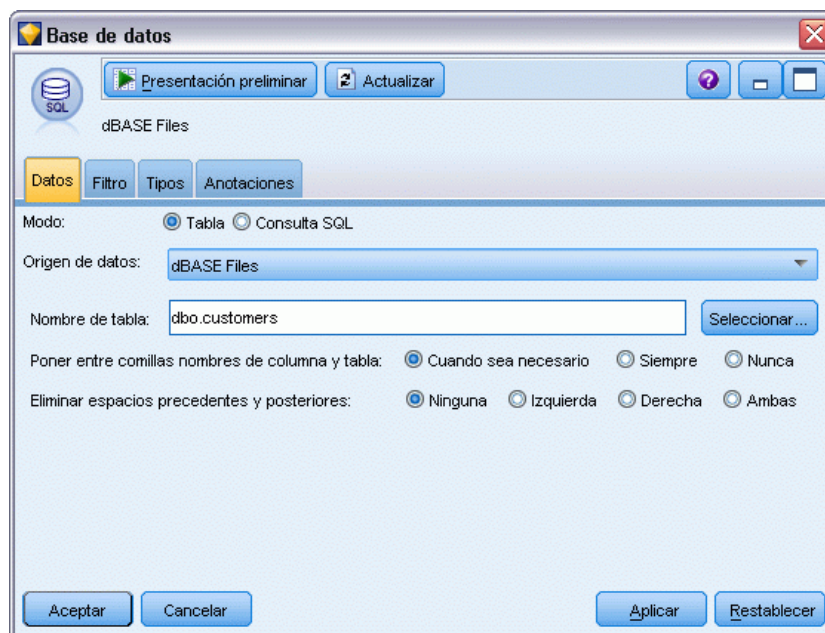 Base de datos
Presentación preliminar Actualizar ?
SQL
dBASE Files
Datos Filtro Tipos Anotaciones
Modo: Tabla Consulta SQL
Origen de datos: dBASE Files
Nombre de tabla: dbo.customers Seleccionar...
Poner entre comillas nombres de columna y tabla: Cuando sea necesario Siempre Nunca
Eliminar espacios precedentes y posteriores: Ninguna Izquierda Derecha Ambas
Aceptar Cancelar Aplicar Restablecer